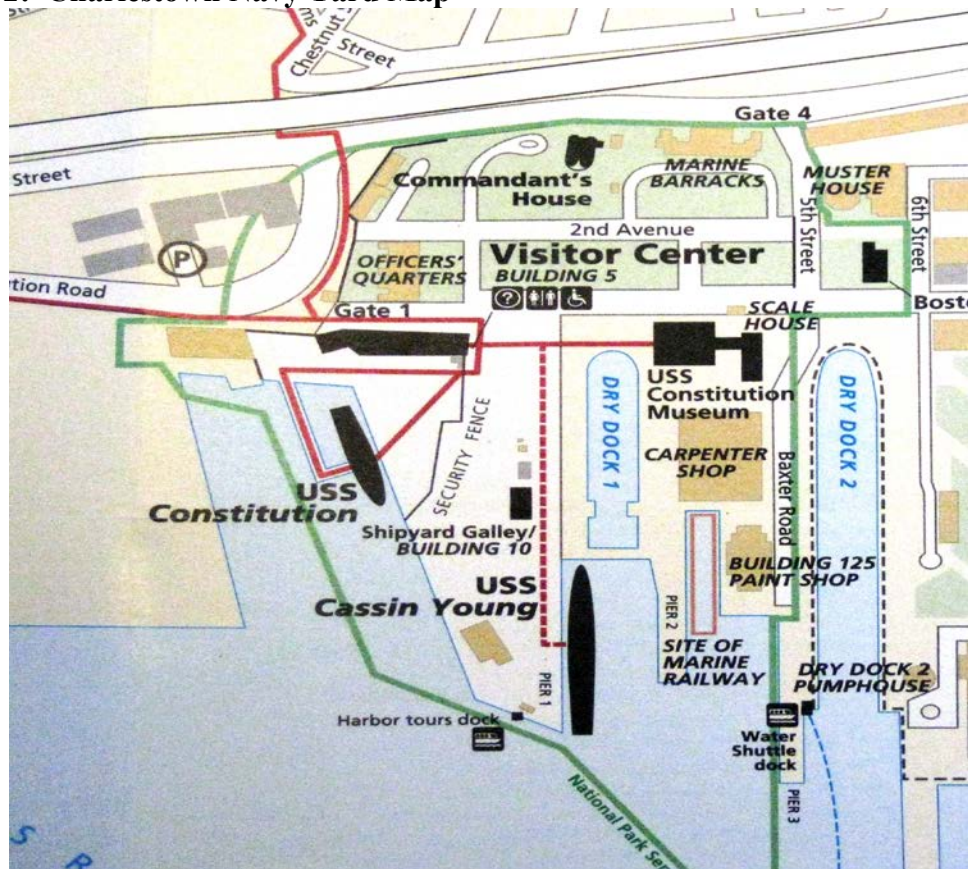 Charlestown Navy Yard Map
Chestnut
Street
Gate 4
Street
Commandant's
House
MARINE
BARRACKS
MUSTER
HOUSE
5th Street
6th Street
2nd Avenue
P
OFFICERS'
QUARTERS
Visitor Center
BUILDING 5
?
Gate 1
SCALE
HOUSE
USS
Constitution
Museum
DRY DOCK 1
DRY DOCK 2
CARPENTER
SHOP
Baxter Road
SECURITY FENCE
USS
Constitution
Shipyard Galley/
BUILDING 10
BUILDING 125
PAINT SHOP
USS
Cassin Young
PIER 2
SITE OF
MARINE
RAILWAY
PIER 1
DRY DOCK 2
PUMPHOUSE
Harbor tours dock
Water
Shuttle
dock
PIER 3
National Park